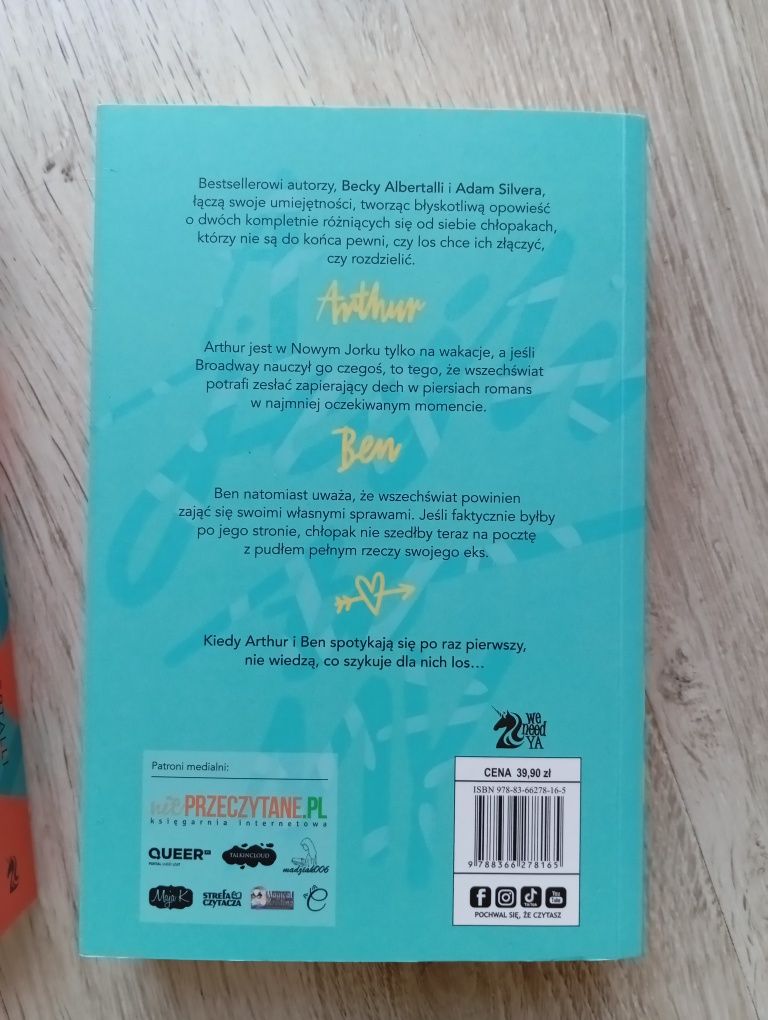 Bestsellerowi autorzy, Becky Albertalli i Adam Silvera,
łączą swoje umiejętności, tworząc błyskotliwą opowieść
o dwóch kompletnie różniących się od siebie chłopakach,
którzy nie są do końca pewni, czy los chce ich złączyć,
czy rozdzielić.
Arthur
Arthur jest w Nowym Jorku tylko na wakacje, a jeśli
Broadway nauczył go czegoś, to tego, że wszechświat
potrafi zesłać zapierający dech w piersiach romans
w najmniej oczekiwanym momencie.
Ben
Ben natomiast uważa, że wszechświat powinien
zająć się swoimi własnymi sprawami. Jeśli faktycznie byłby
po jego stronie, chłopak nie szedłby teraz na pocztę
z pudłem pełnym rzeczy swojego eks.
Kiedy Arthur i Ben spotykają się po raz pierwszy,
nie wiedzą, co szykuje dla nich los...
we
need
YA
Patroni medialni:
niePRZECZYTANE.PL
księgarnia internetowa
QUEER
TALKINCLOUD
madziak006
Maja K
STREFA
CZYTACZA
Magical
Reading
CENA 39,90 zł
ISBN 978-83-66278-16-5
9 788366 278165
TikTok
You
Tube
POCHWAL SIĘ, ŻE CZYTASZ